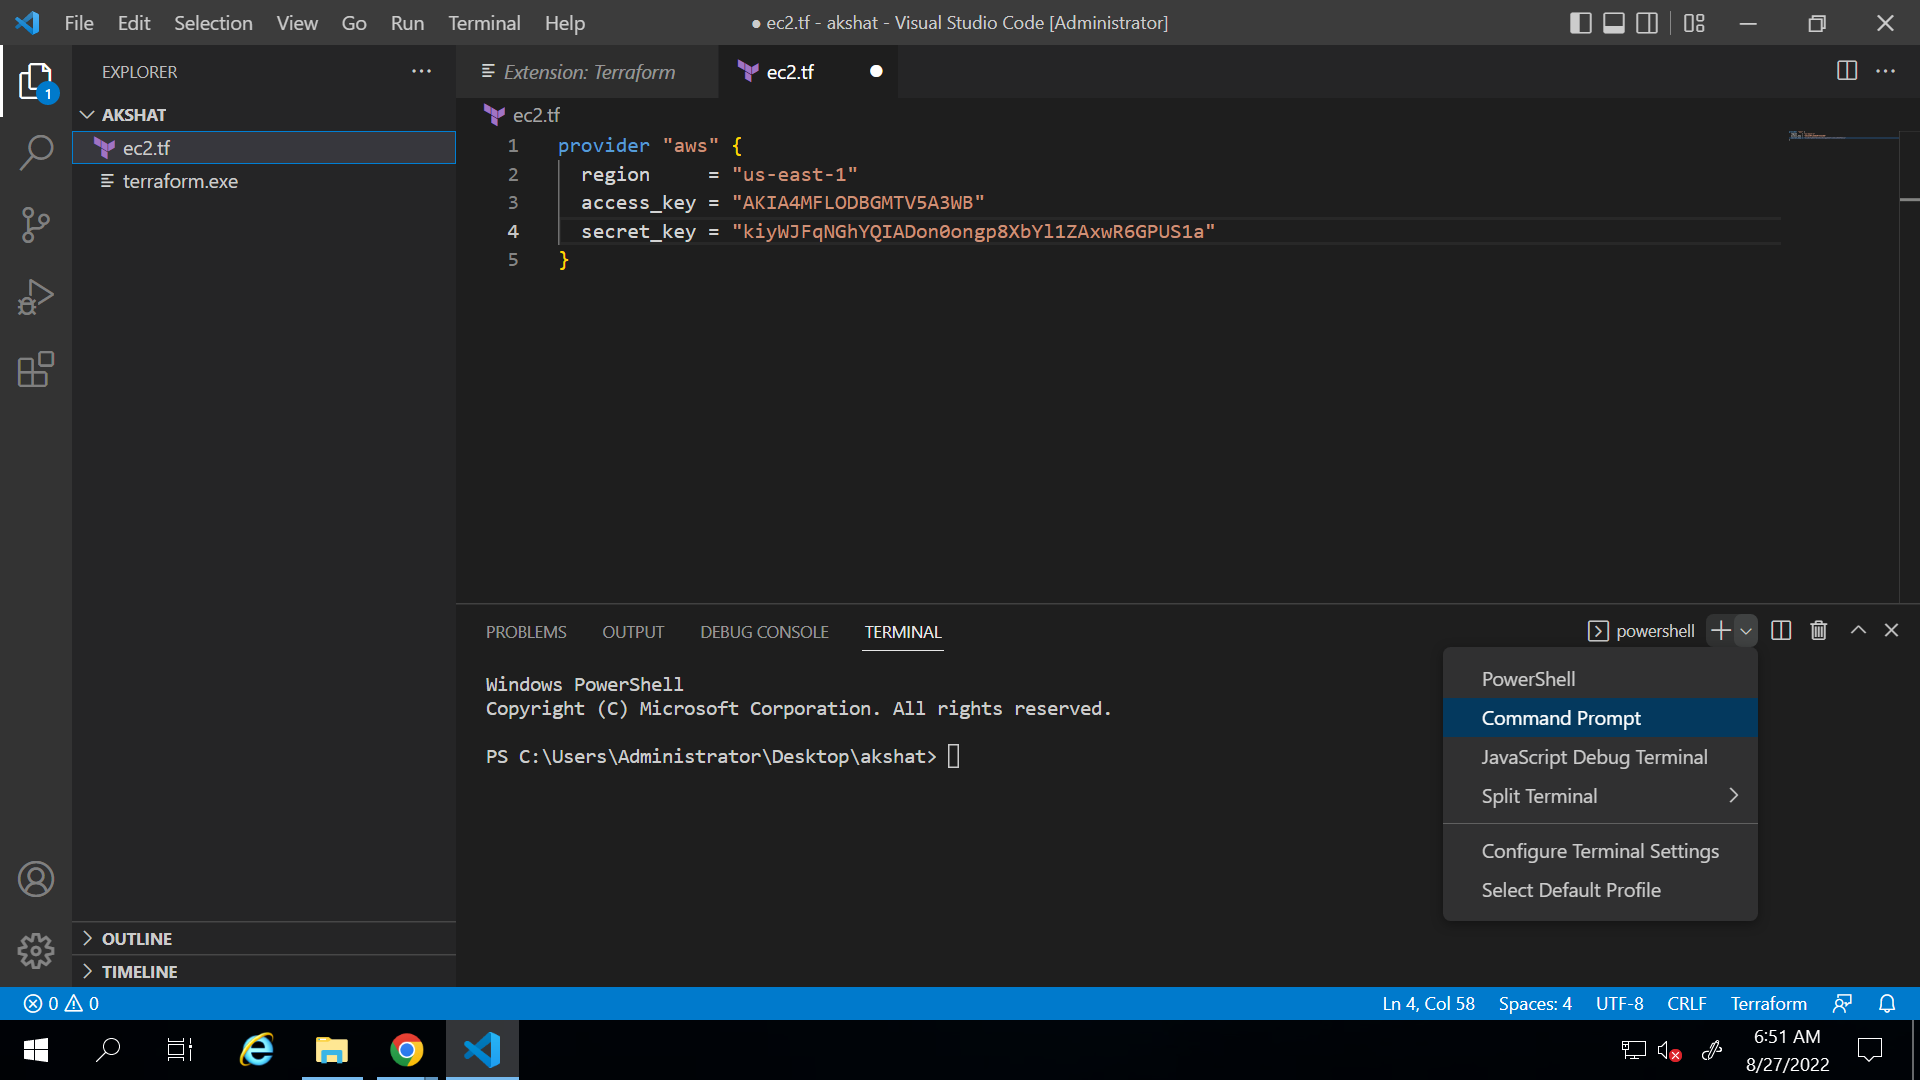 File Edit Selection View Go Run Terminal Help
● ec2.tf - akshat - Visual Studio Code [Administrator]
EXPLORER
Extension: Terraform
ec2.tf
1
AKSHAT
ec2.tf
terraform.exe
ec2.tf
1 provider "aws" {
2 region = "us-east-1"
3 access_key = "AKIA4MFLODBGMTV5A3WB"
4 secret_key = "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"
5 }
PROBLEMS OUTPUT DEBUG CONSOLE TERMINAL
powershell
Windows PowerShell
Copyright (C) Microsoft Corporation. All rights reserved.
PS C:\Users\Administrator\Desktop\akshat>
PowerShell
Command Prompt
JavaScript Debug Terminal
Split Terminal
Configure Terminal Settings
Select Default Profile
OUTLINE
TIMELINE
0 0
Ln 4, Col 58 Spaces: 4 UTF-8 CRLF Terraform
6:51 AM
8/27/2022